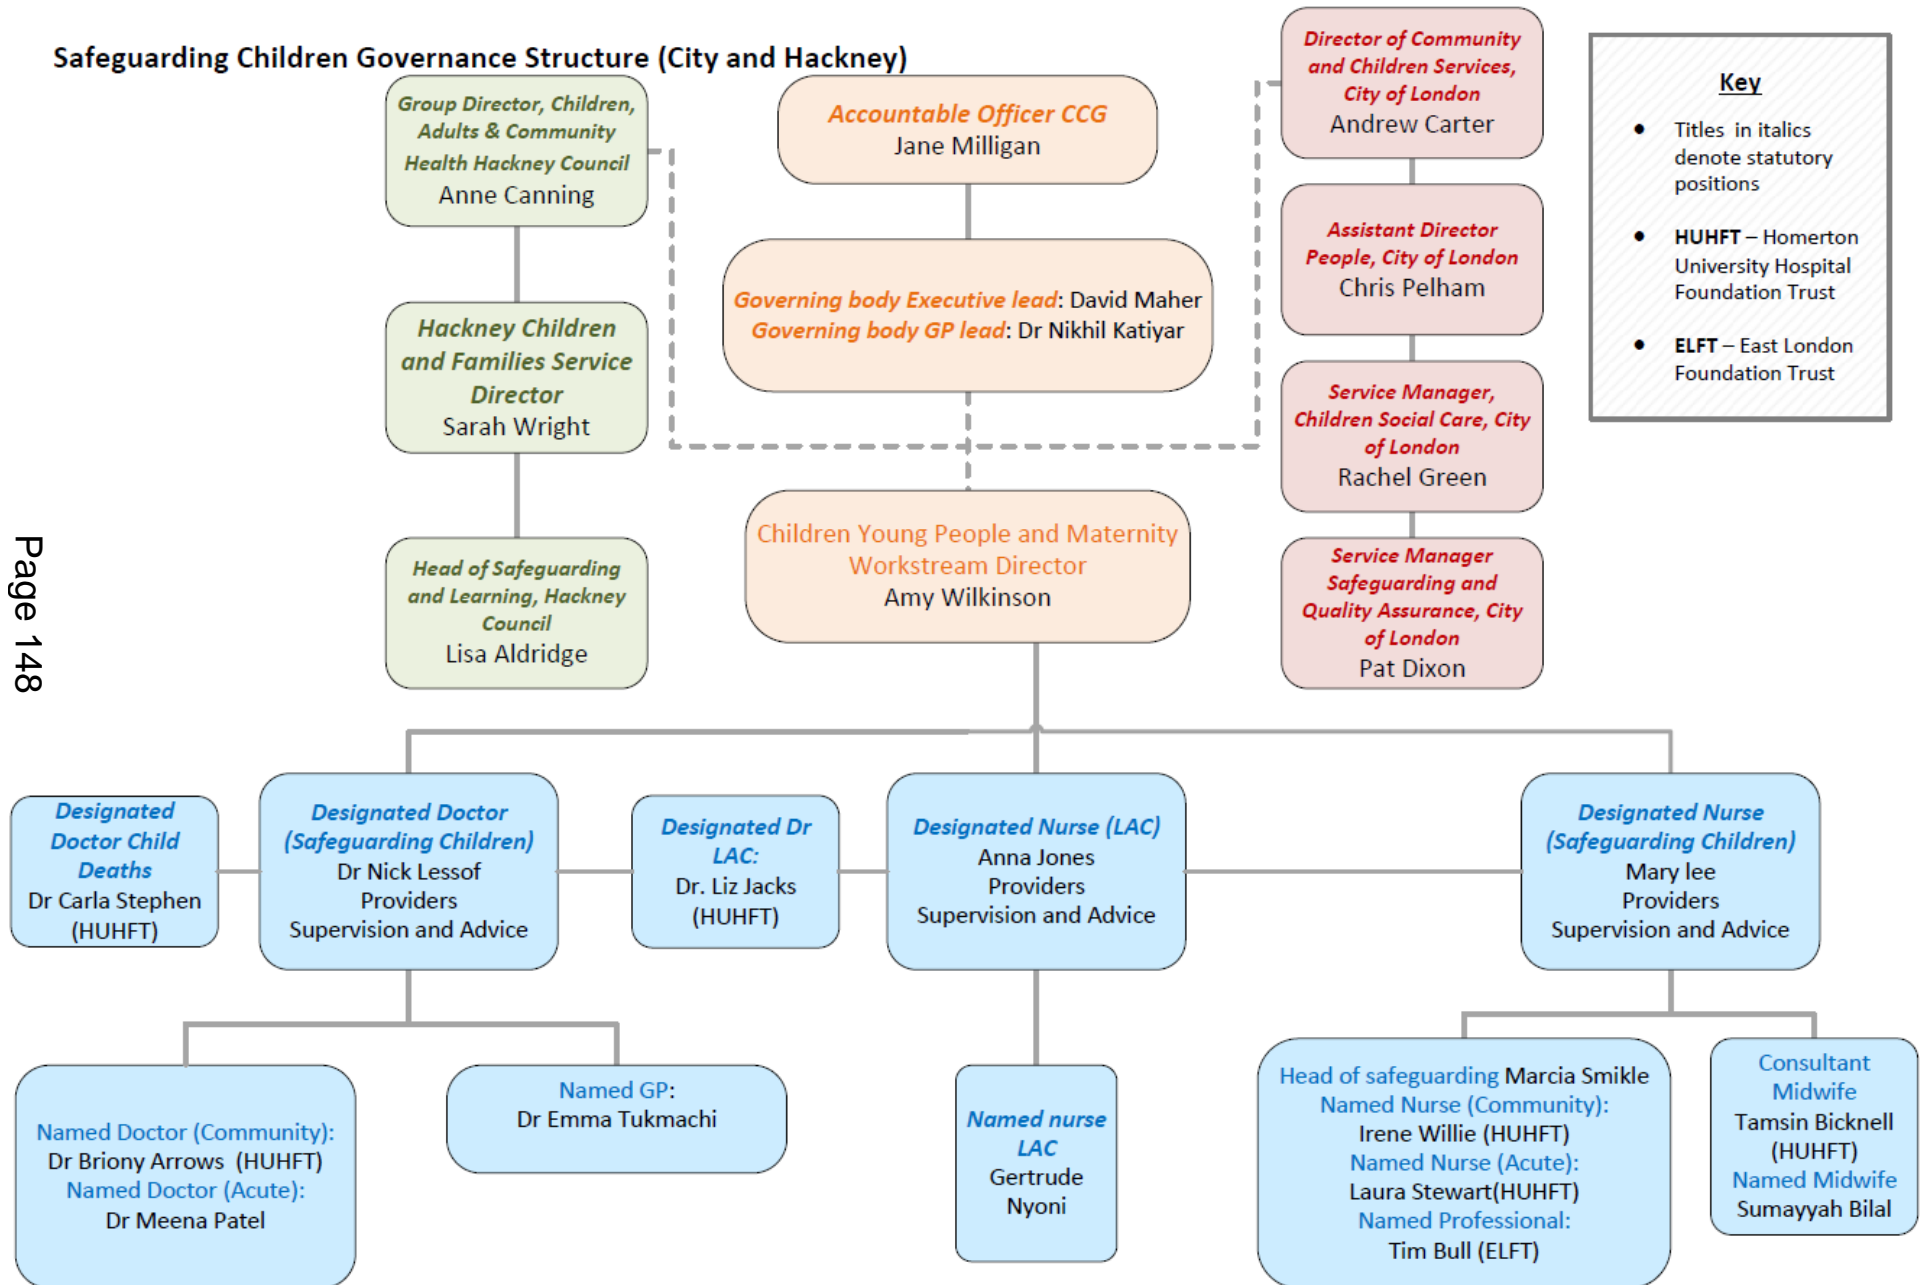 Safeguarding Children Governance Structure (City and Hackney)
Group Director, Children,
Adults & Community
Health Hackney Council
Anne Canning
Hackney Children
and Families Service
Director
Sarah Wright
Head of Safeguarding
and Learning, Hackney
Council
Lisa Aldridge
Accountable Officer CCG
Jane Milligan
Governing body Executive lead: David Maher
Governing body GP lead: Dr Nikhil Katiyar
Children Young People and Maternity
Workstream Director
Amy Wilkinson
Director of Community
and Children Services,
City of London
Andrew Carter
Assistant Director
People, City of London
Chris Pelham
Service Manager,
Children Social Care, City
of London
Rachel Green
Service Manager
Safeguarding and
Quality Assurance, City
of London
Pat Dixon
Key
• Titles in italics
denote statutory
positions
• HUHFT – Homerton
University Hospital
Foundation Trust
• ELFT – East London
Foundation Trust
Page 148
Designated
Doctor Child
Deaths
Dr Carla Stephen
(HUHFT)
Designated Doctor
(Safeguarding Children)
Dr Nick Lessof
Providers
Supervision and Advice
Designated Dr
LAC:
Dr. Liz Jacks
(HUHFT)
Designated Nurse (LAC)
Anna Jones
Providers
Supervision and Advice
Designated Nurse
(Safeguarding Children)
Mary lee
Providers
Supervision and Advice
Named Doctor (Community):
Dr Briony Arrows (HUHFT)
Named Doctor (Acute):
Dr Meena Patel
Named GP:
Dr Emma Tukmachi
Named nurse
LAC
Gertrude
Nyoni
Head of safeguarding Marcia Smikle
Named Nurse (Community):
Irene Willie (HUHFT)
Named Nurse (Acute):
Laura Stewart(HUHFT)
Named Professional:
Tim Bull (ELFT)
Consultant
Midwife
Tamsin Bicknell
(HUHFT)
Named Midwife
Sumayyah Bilal